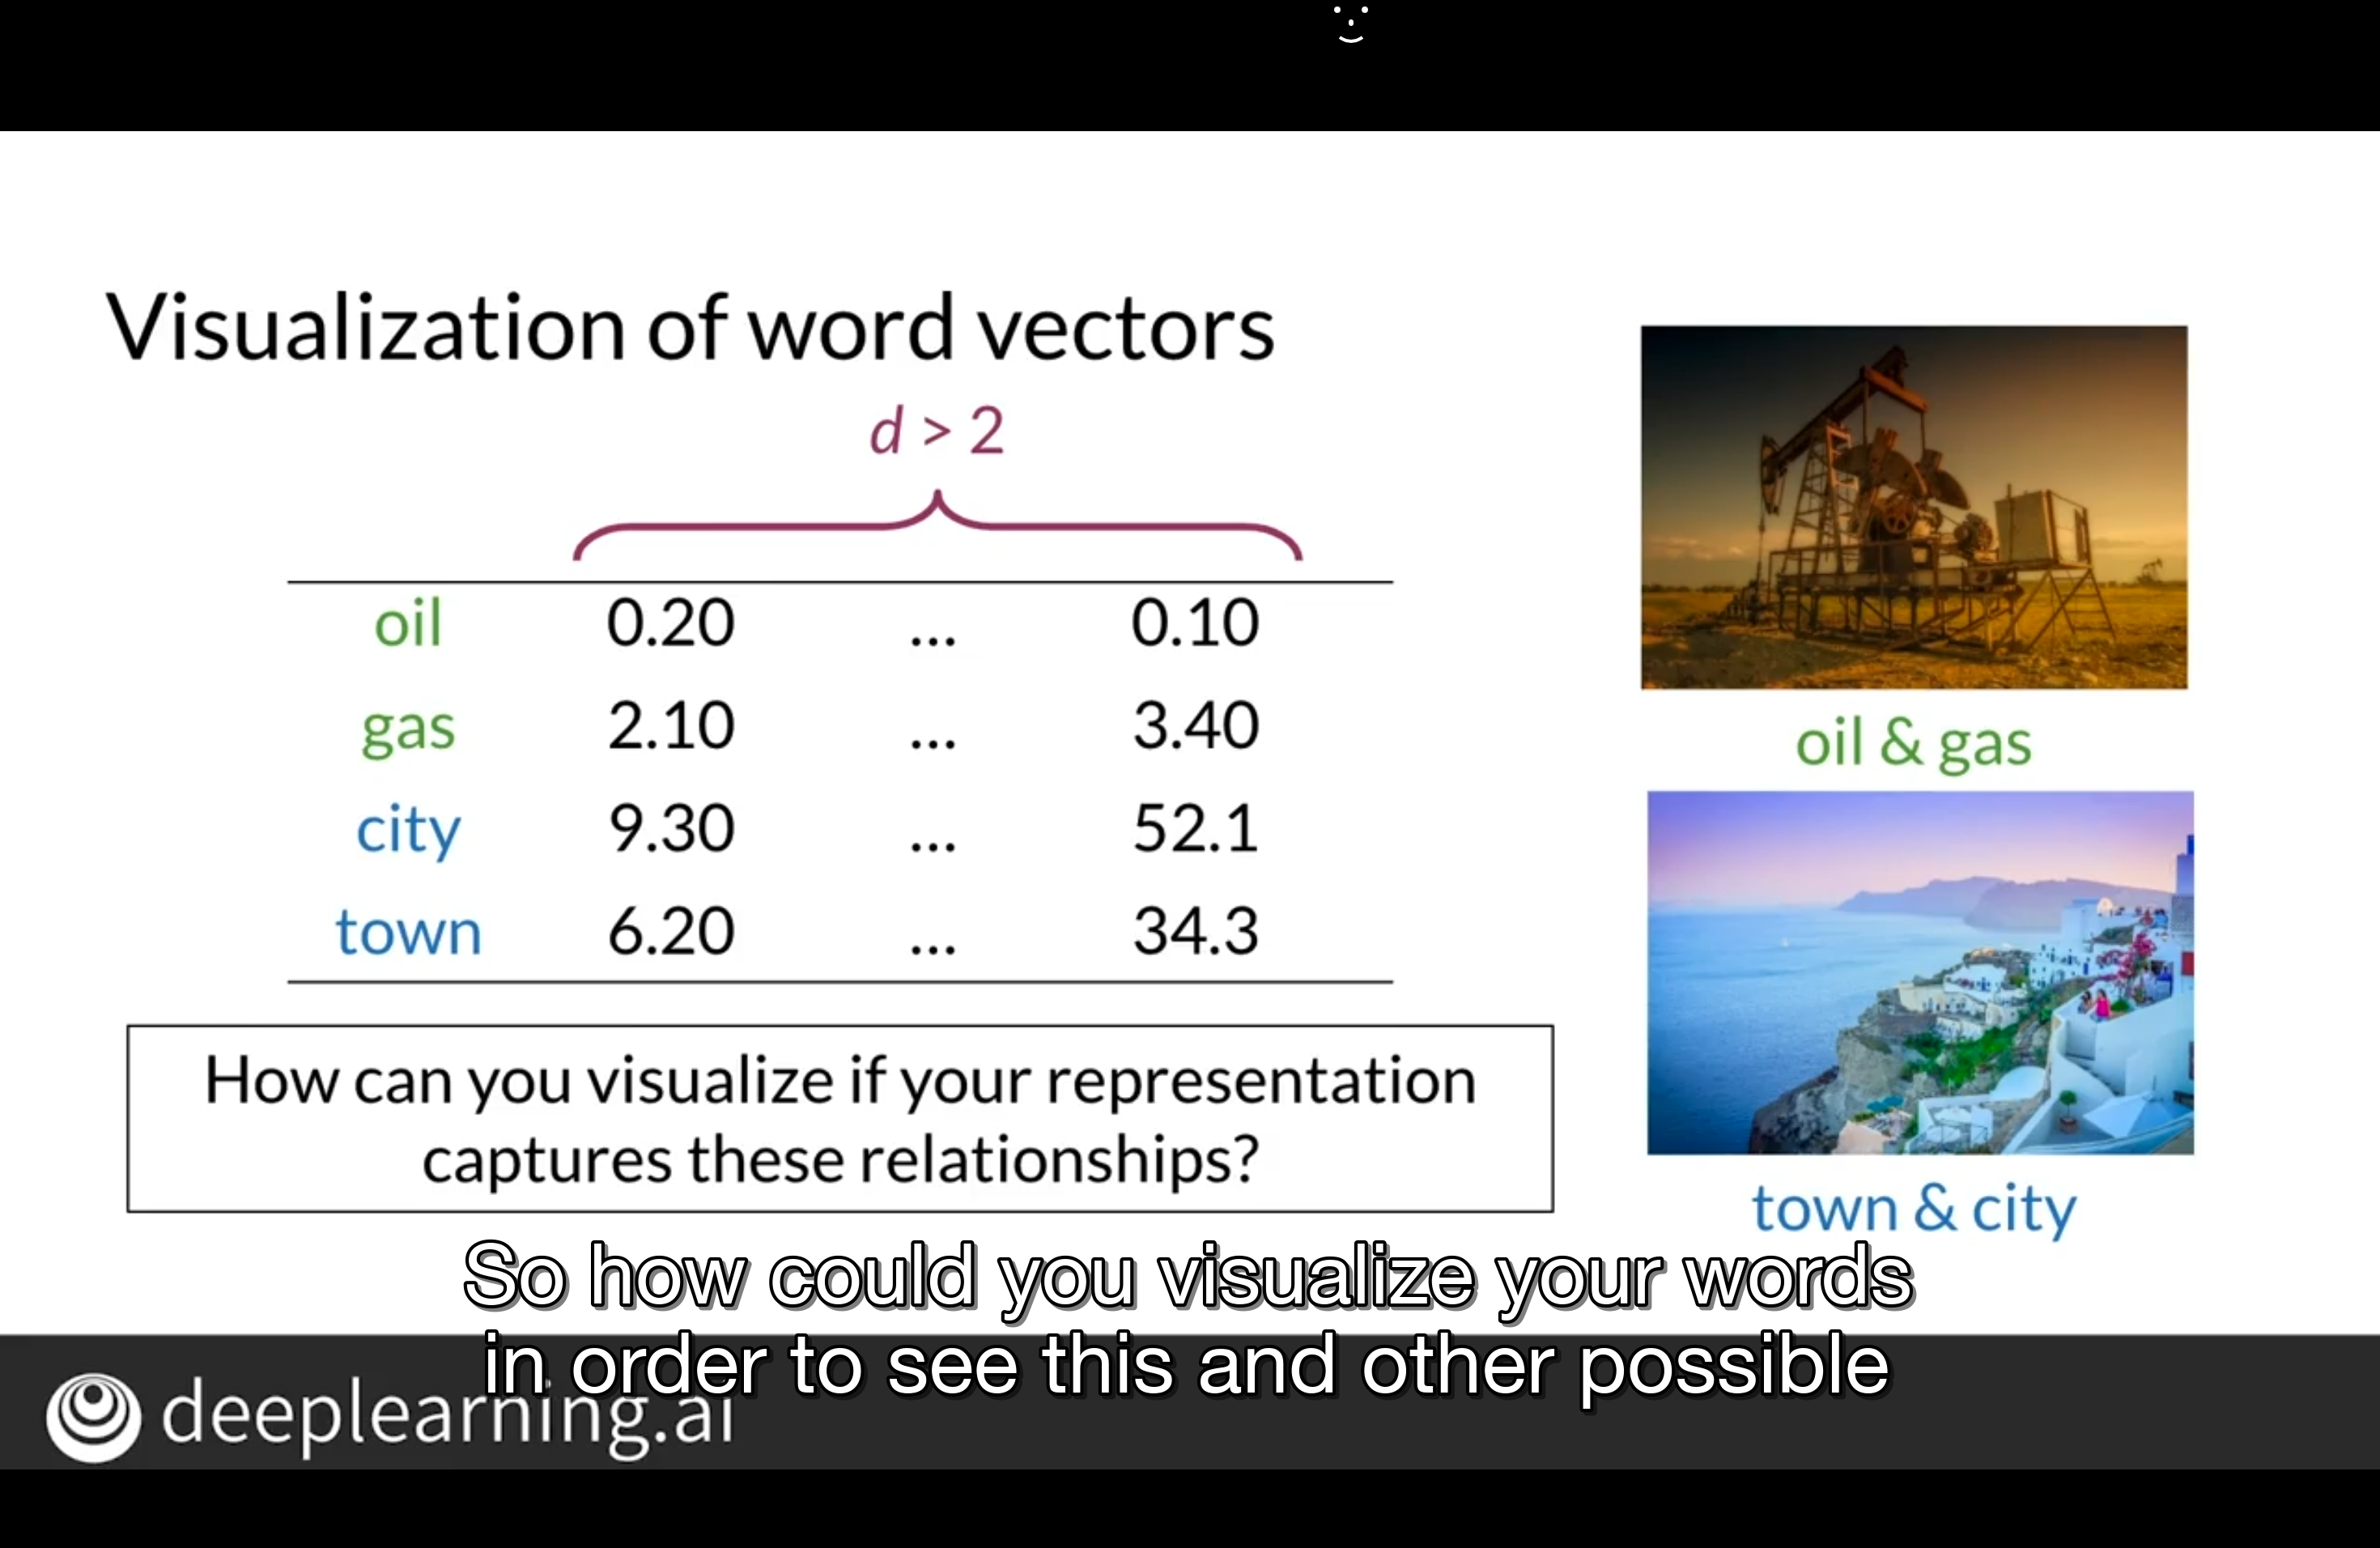 Visualization of word vectors
d > 2
oil 0.20 ... 0.10
gas 2.10 ... 3.40
city 9.30 ... 52.1
town 6.20 ... 34.3
How can you visualize if your representation
captures these relationships?
oil & gas
town & city
So how could you visualize your words
in order to see this and other possible
deeplearning.ai